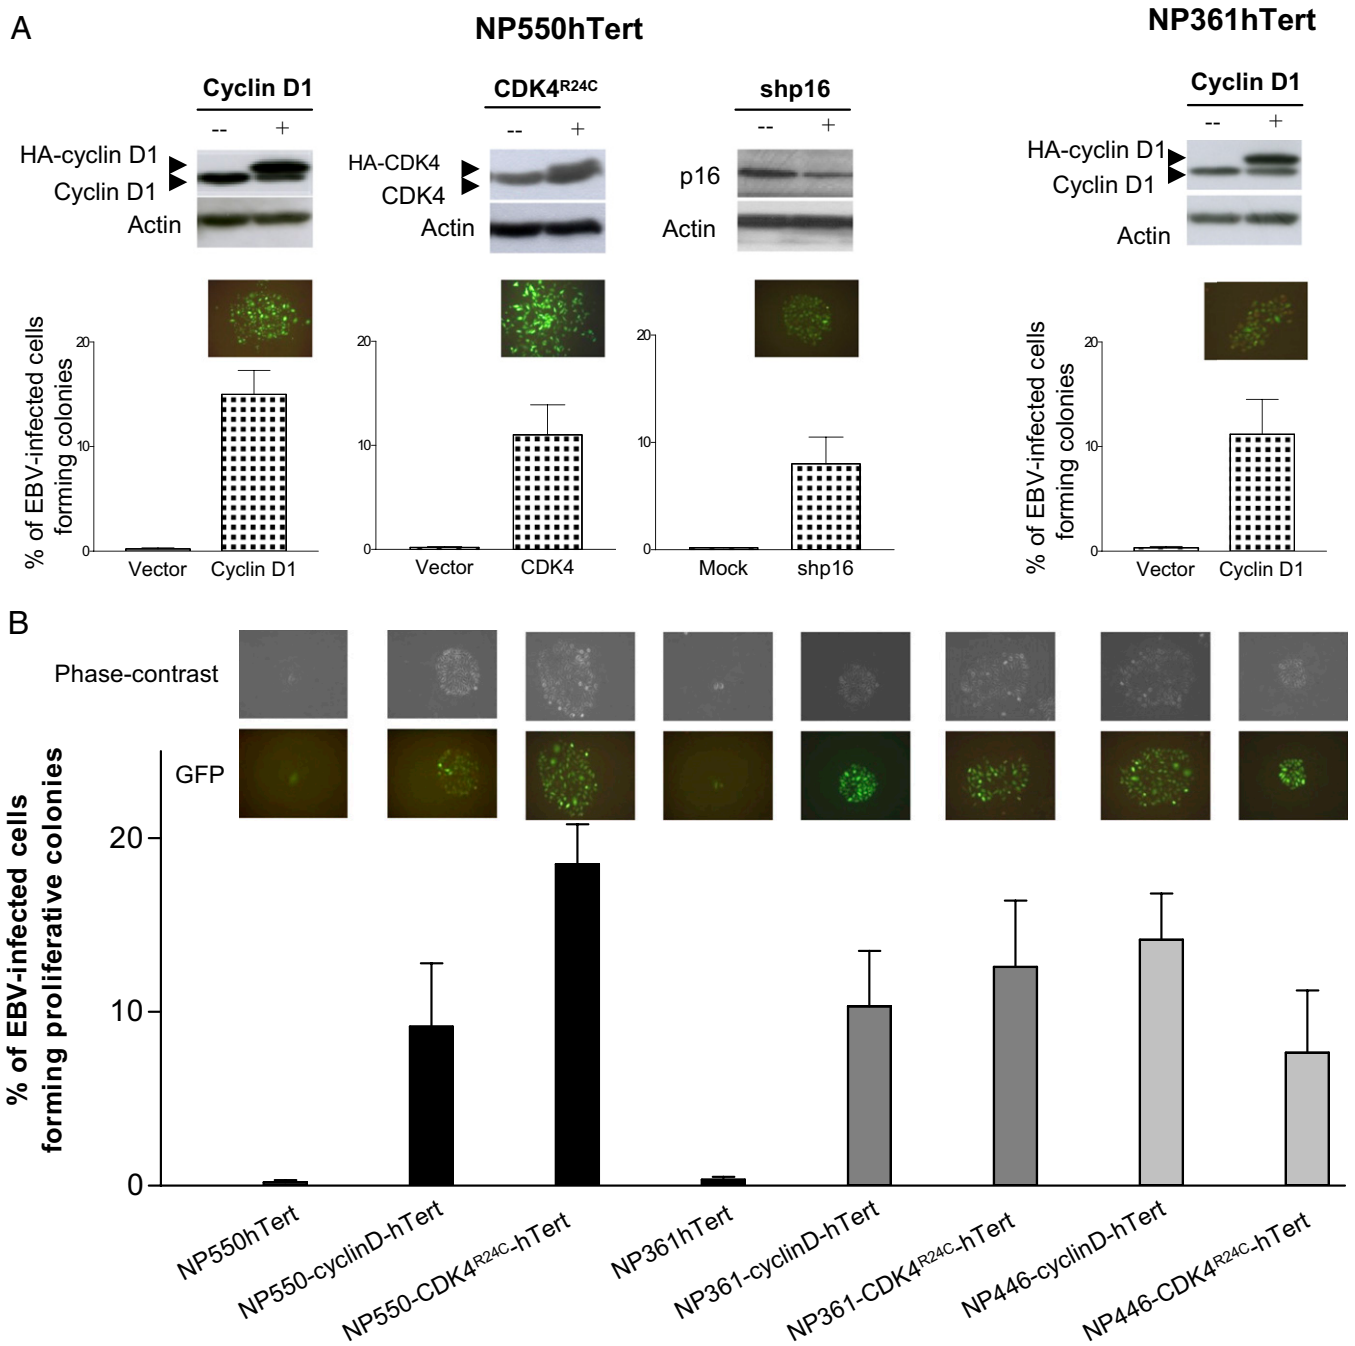 A
NP550hTert
NP361hTert
Cyclin D1
-- +
HA-cyclin D1
Cyclin D1
Actin
CDK4R24C
-- +
HA-CDK4
CDK4
Actin
shp16
-- +
p16
Actin
Cyclin D1
-- +
HA-cyclin D1
Cyclin D1
Actin
% of EBV-infected cells
forming colonies
20
10
0
Vector Cyclin D1
20
10
0
Vector CDK4
20
10
0
Mock shp16
% of EBV-infected cells
forming colonies
20
10
0
Vector Cyclin D1
B
Phase-contrast
GFP
% of EBV-infected cells
forming proliferative colonies
20
10
0
NP550hTert
NP550-cyclinD-hTert
NP550-CDK4R24C-hTert
NP361hTert
NP361-cyclinD-hTert
NP361-CDK4R24C-hTert
NP446-cyclinD-hTert
NP446-CDK4R24C-hTert